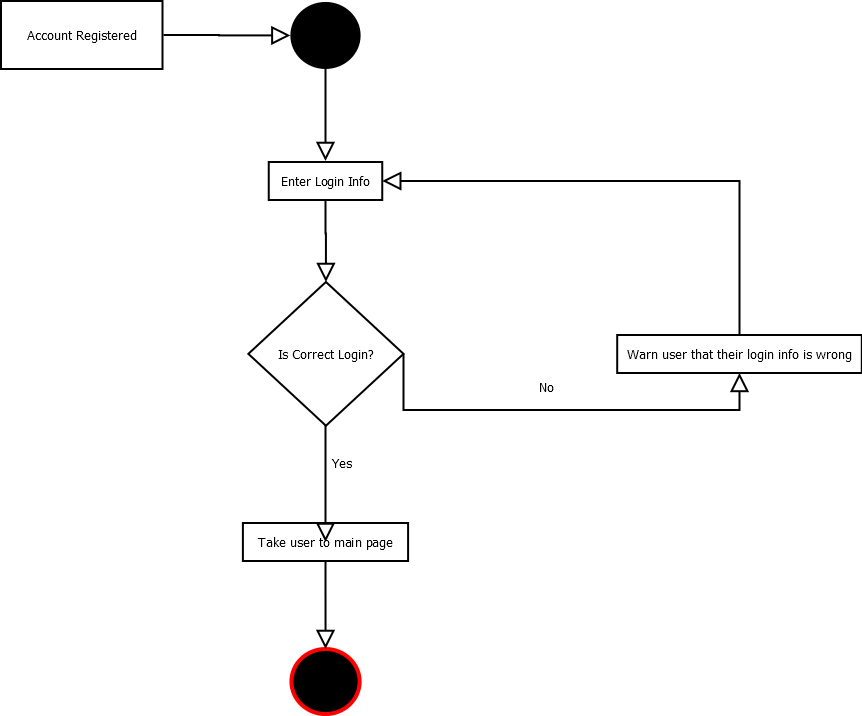 Account Registered
Enter Login Info
Is Correct Login?
Warn user that their login info is wrong
No
Yes
Take user to main page